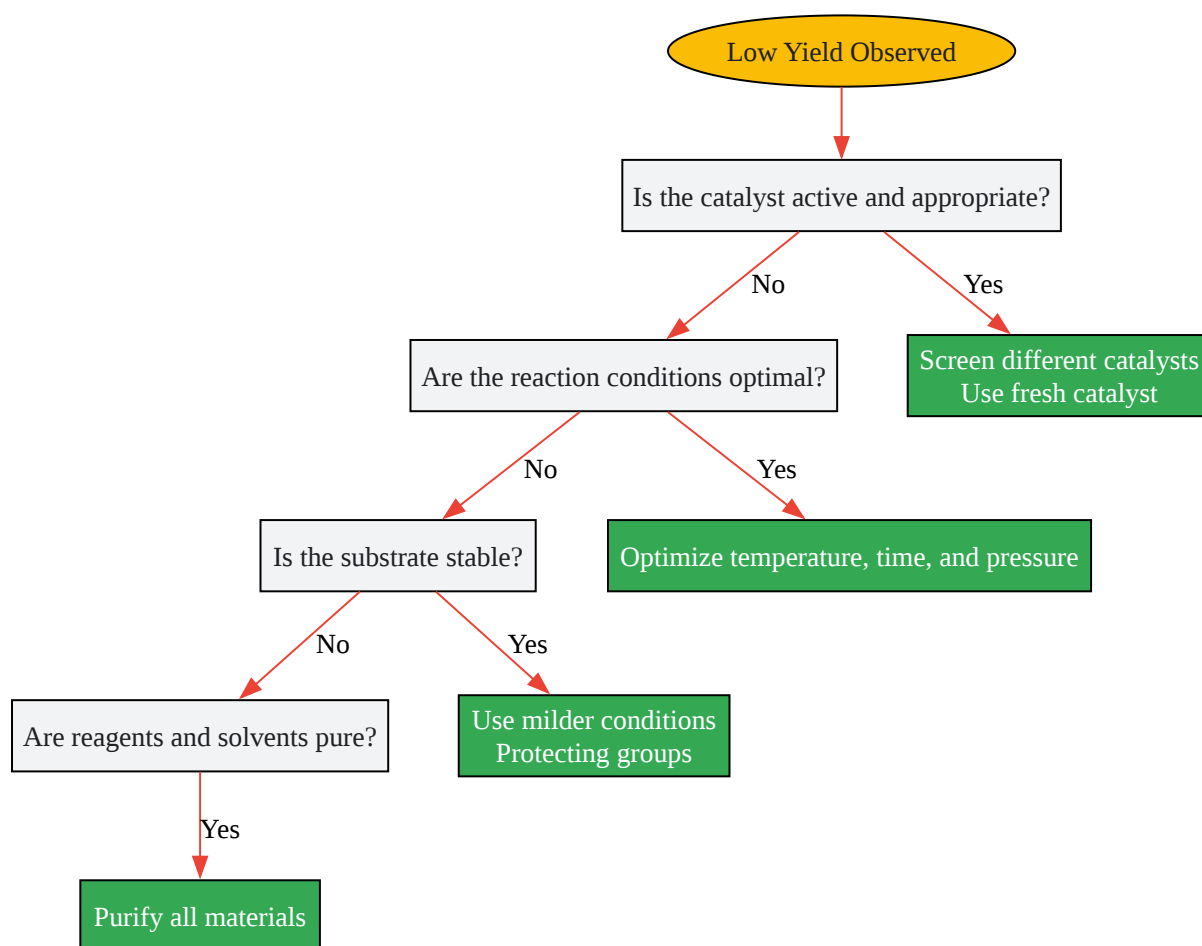 Low Yield Observed
Is the catalyst active and appropriate?
No
Yes
Are the reaction conditions optimal?
Screen different catalysts
Use fresh catalyst
No
Yes
Is the substrate stable?
Optimize temperature, time, and pressure
No
Yes
Are reagents and solvents pure?
Use milder conditions
Protecting groups
Yes
Purify all materials